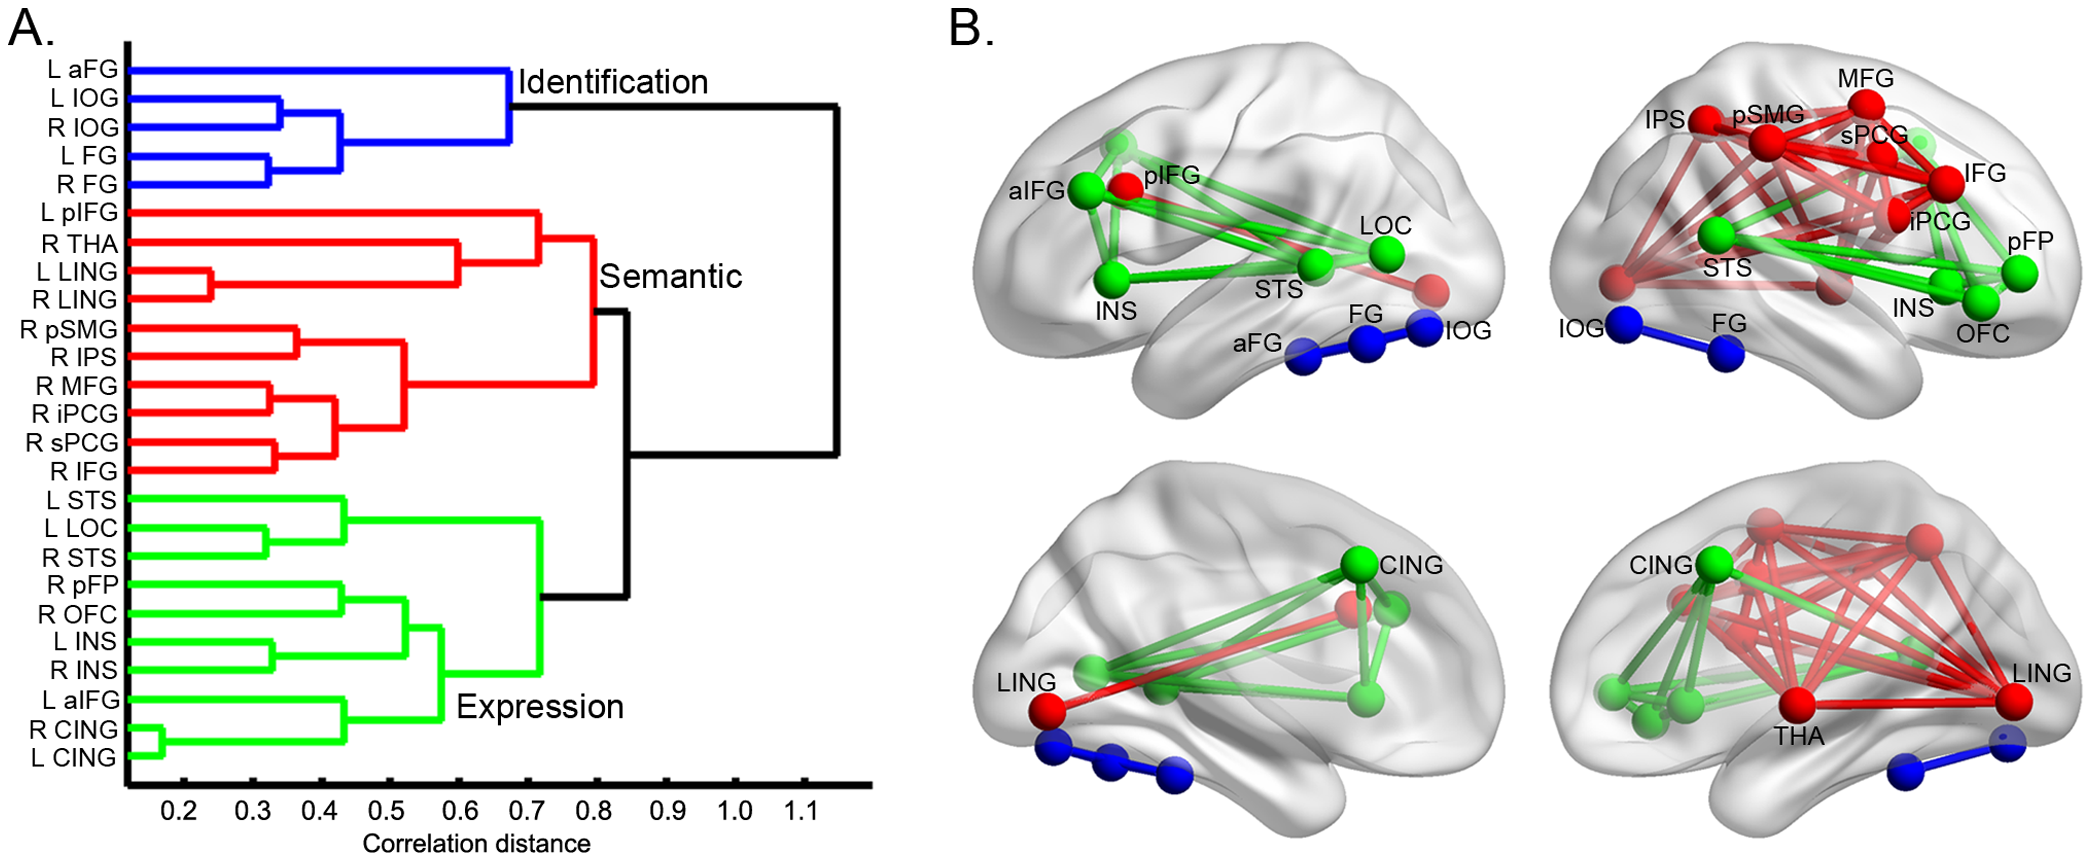 A.
L aFG
L IOG
R IOG
L FG
R FG
L pIFG
R THA
L LING
R LING
R pSMG
R IPS
R MFG
R iPCG
R sPCG
R IFG
L STS
L LOC
R STS
R pFP
R OFC
L INS
R INS
L aIFG
R CING
L CING
Identification
Semantic
Expression
0.2 0.3 0.4 0.5 0.6 0.7 0.8 0.9 1.0 1.1
Correlation distance
B.
aIFG
pIFG
LOC
INS
STS
FG
aFG
IOG
MFG
IPS
pSMG
sPCG
IFG
iPCG
pFP
STS
INS
OFC
IOG
FG
CING
LING
CING
LING
THA